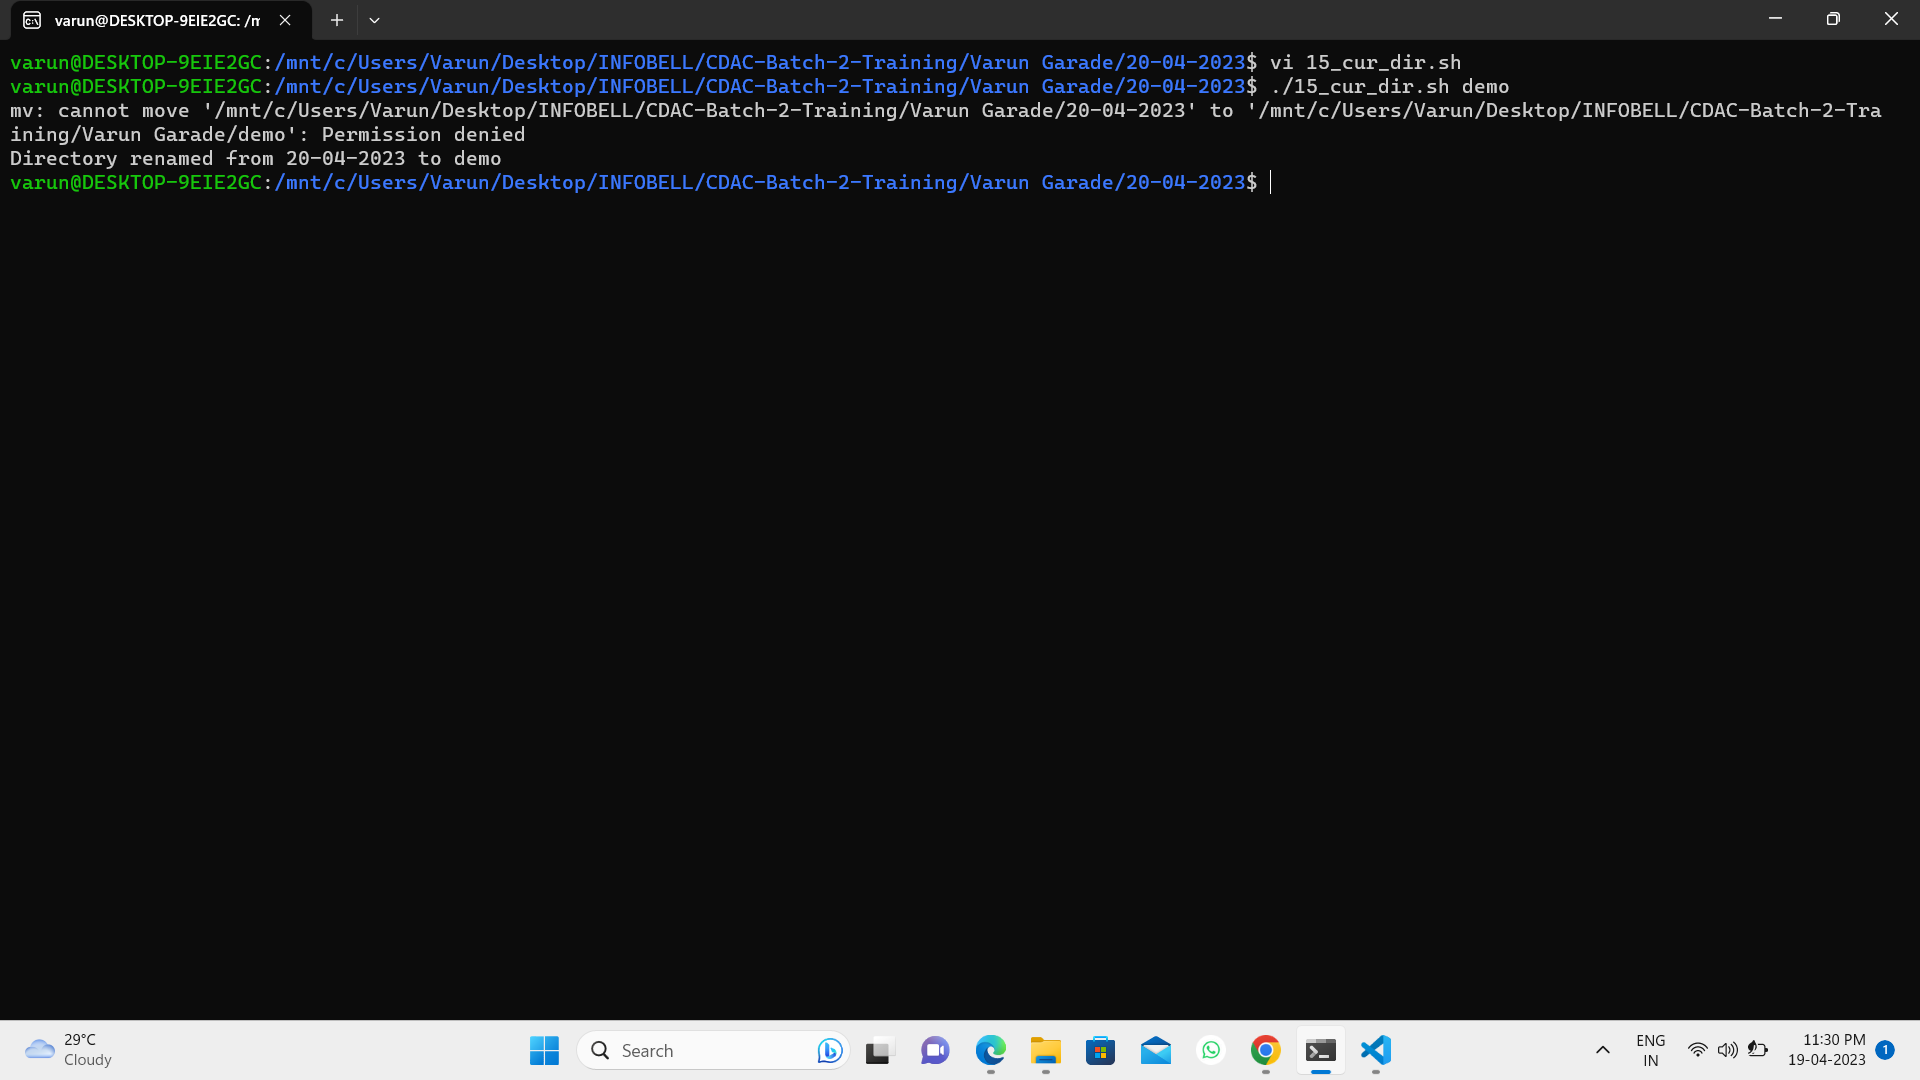 varun@DESKTOP-9EIE2GC: /m
varun@DESKTOP-9EIE2GC:/mnt/c/Users/Varun/Desktop/INFOBELL/CDAC-Batch-2-Training/Varun Garade/20-04-2023$ vi 15_cur_dir.sh
varun@DESKTOP-9EIE2GC:/mnt/c/Users/Varun/Desktop/INFOBELL/CDAC-Batch-2-Training/Varun Garade/20-04-2023$ ./15_cur_dir.sh demo
mv: cannot move '/mnt/c/Users/Varun/Desktop/INFOBELL/CDAC-Batch-2-Training/Varun Garade/20-04-2023' to '/mnt/c/Users/Varun/Desktop/INFOBELL/CDAC-Batch-2-Tra
ining/Varun Garade/demo': Permission denied
Directory renamed from 20-04-2023 to demo
varun@DESKTOP-9EIE2GC:/mnt/c/Users/Varun/Desktop/INFOBELL/CDAC-Batch-2-Training/Varun Garade/20-04-2023$
29°C
Cloudy
Search
ENG
IN
11:30 PM
19-04-2023
1